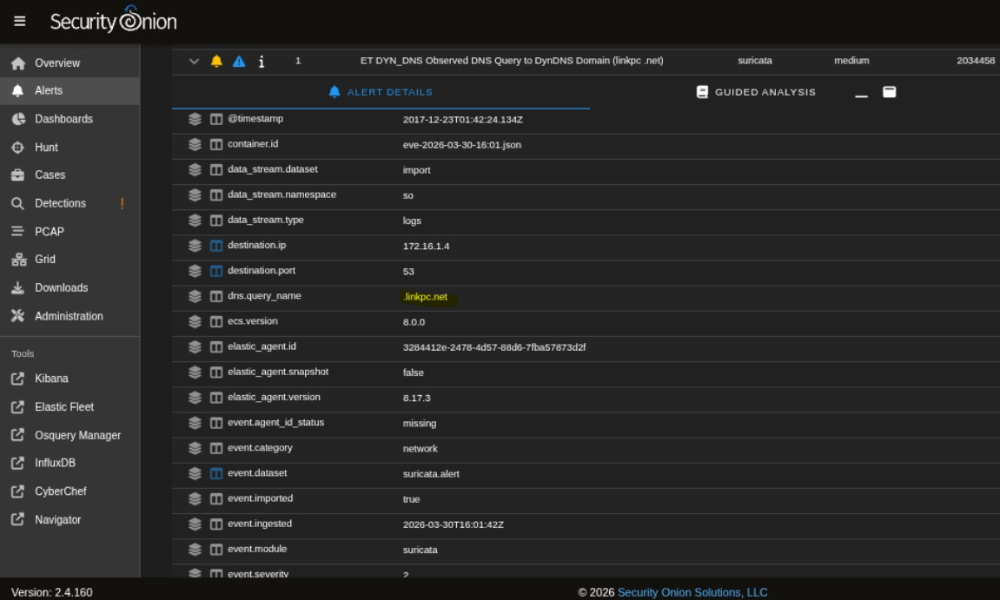 Security Onion
Overview
Alerts
Dashboards
Hunt
Cases
Detections !
PCAP
Grid
Downloads
Administration
Tools
Kibana
Elastic Fleet
Osquery Manager
InfluxDB
CyberChef
Navigator
1 ET DYN_DNS Observed DNS Query to DynDNS Domain (linkpc .net) suricata medium 2034458
ALERT DETAILS GUIDED ANALYSIS
@timestamp 2017-12-23T01:42:24.134Z
container.id eve-2026-03-30-16:01.json
data_stream.dataset import
data_stream.namespace so
data_stream.type logs
destination.ip 172.16.1.4
destination.port 53
dns.query_name .linkpc.net
ecs.version 8.0.0
elastic_agent.id 3284412e-2478-4d57-88d6-7fba57873d2f
elastic_agent.snapshot false
elastic_agent.version 8.17.3
event.agent_id_status missing
event.category network
event.dataset suricata.alert
event.imported true
event.ingested 2026-03-30T16:01:42Z
event.module suricata
event.severity 2
Version: 2.4.160 © 2026 Security Onion Solutions, LLC